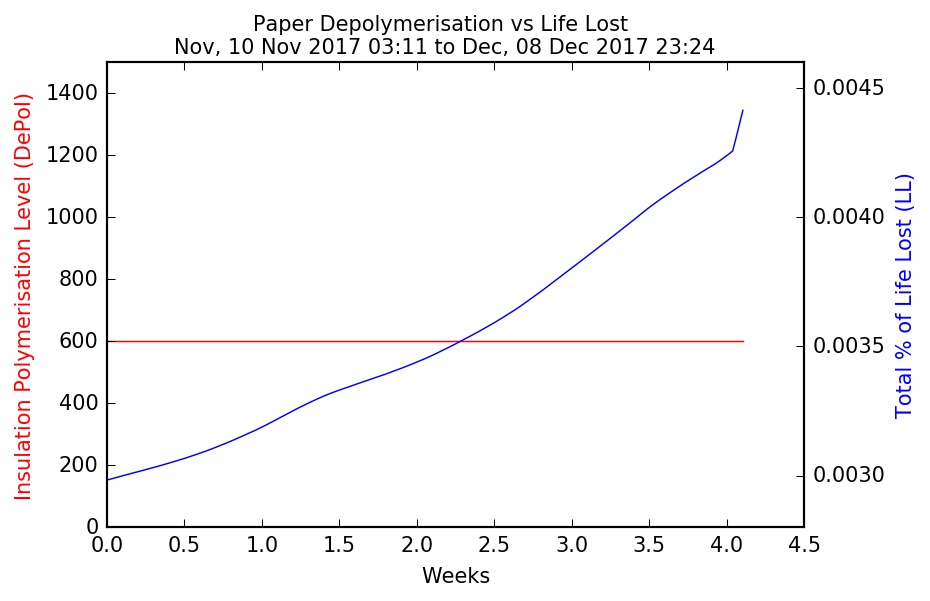 Paper Depolymerisation vs Life Lost
Nov, 10 Nov 2017 03:11 to Dec, 08 Dec 2017 23:24
Insulation Polymerisation Level (DePol)
1400
1200
1000
800
600
400
200
0
0.0045
0.0040
0.0035
0.0030
Total % of Life Lost (LL)
0.0 0.5 1.0 1.5 2.0 2.5 3.0 3.5 4.0 4.5
Weeks